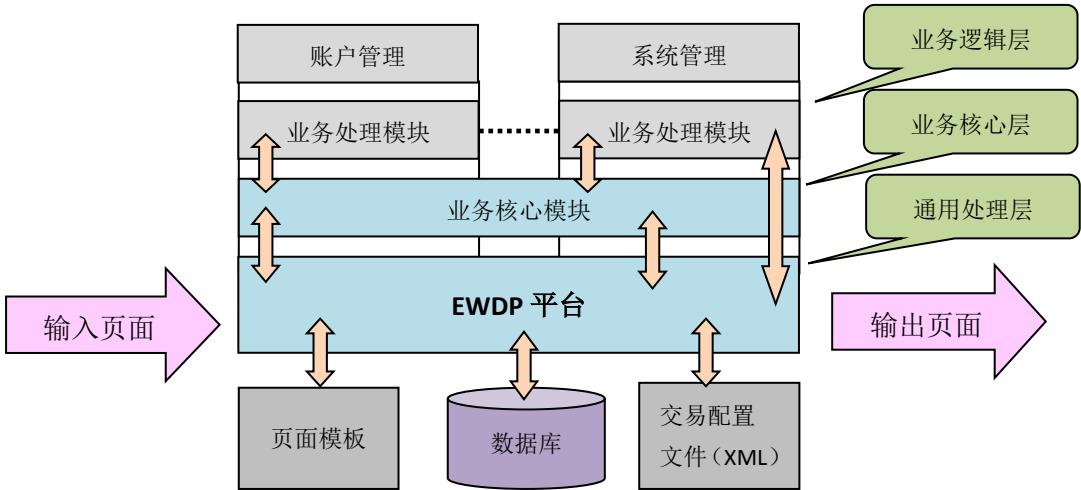 账户管理
系统管理
业务逻辑层
业务处理模块
业务处理模块
业务核心层
业务核心模块
通用处理层
输入页面
EWDP 平台
输出页面
页面模板
数据库
交易配置
文件（XML）